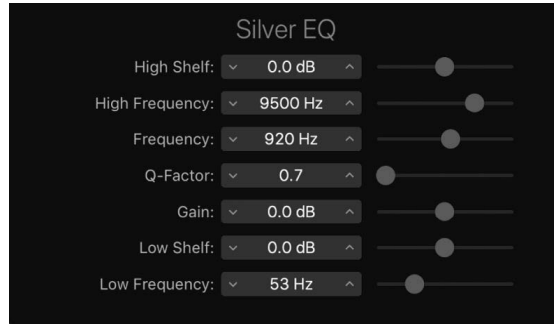 Silver EQ
High Shelf: 0.0 dB
High Frequency: 9500 Hz
Frequency: 920 Hz
Q-Factor: 0.7
Gain: 0.0 dB
Low Shelf: 0.0 dB
Low Frequency: 53 Hz